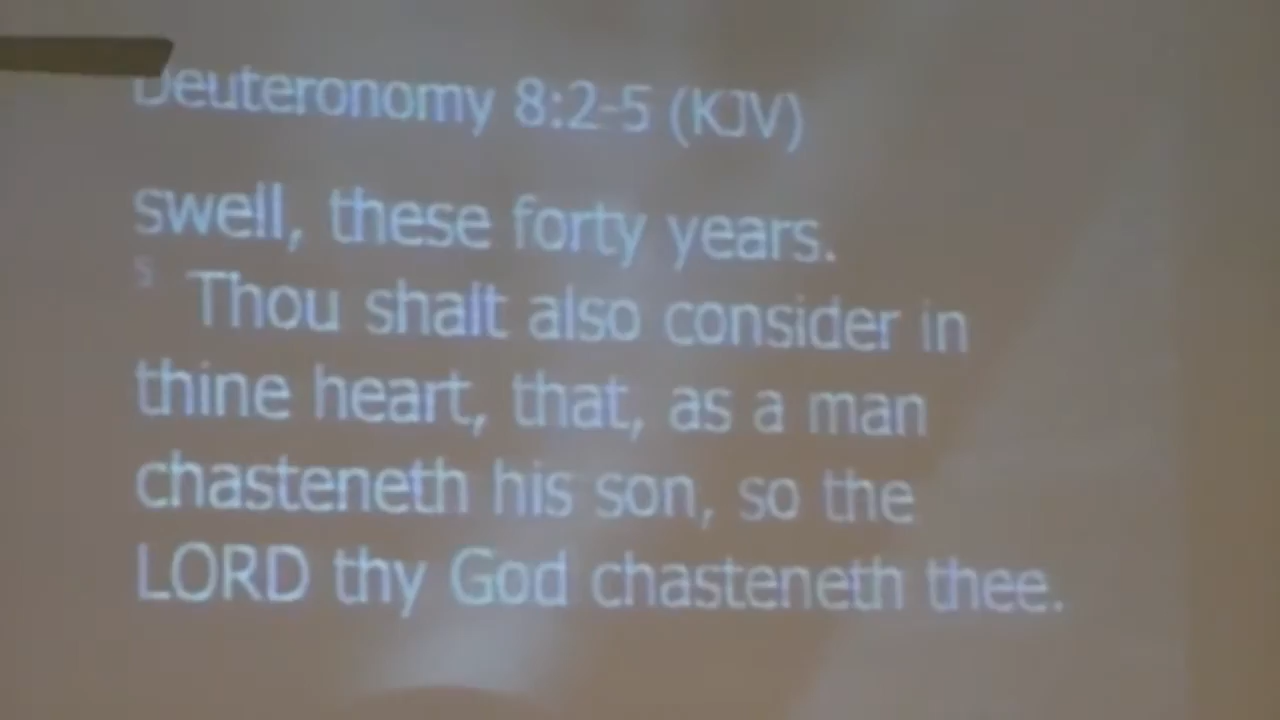 Deuteronomy 8:2-5 (KJV)
swell, these forty years.
5 Thou shalt also consider in
thine heart, that, as a man
chasteneth his son, so the
LORD thy God chasteneth thee.